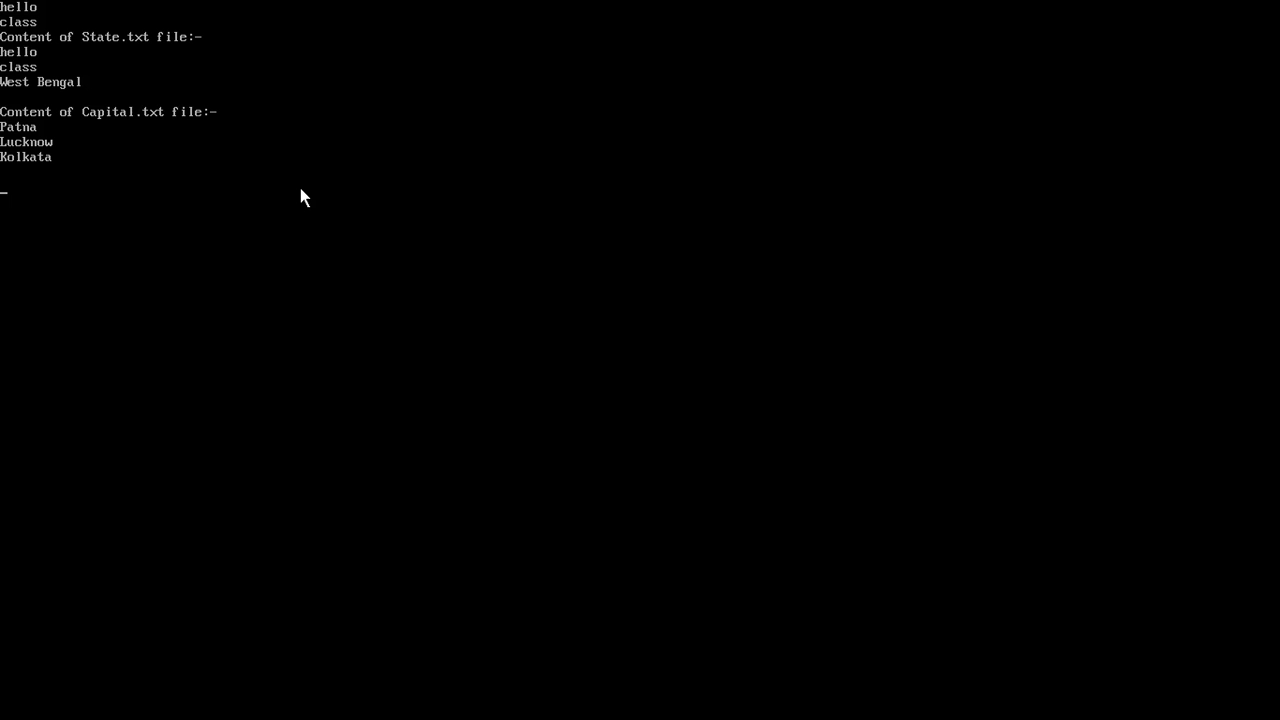 hello
class
Content of State.txt file:-
hello
class
West Bengal
Content of Capital.txt file:-
Patna
Lucknow
Kolkata
_